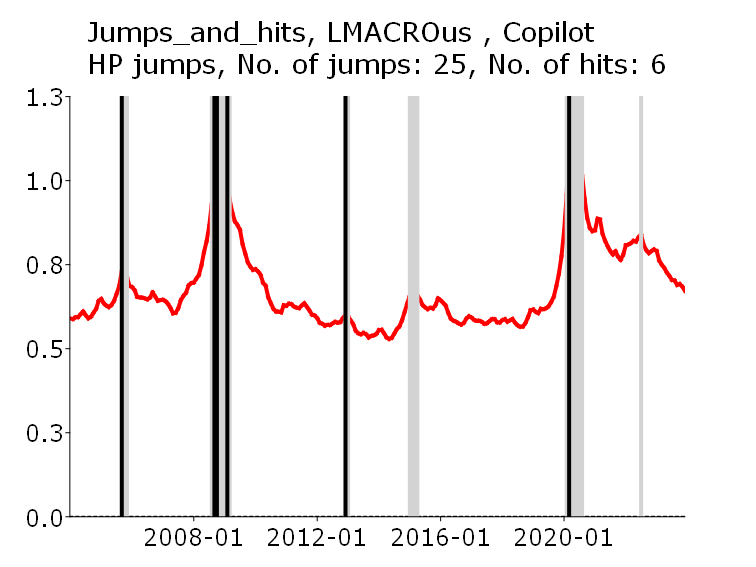 Jumps_and_hits, LMACROus , Copilot
HP jumps, No. of jumps: 25, No. of hits: 6
1.3
1.0
0.8
0.5
0.3
0.0
2008-01 2012-01 2016-01 2020-01